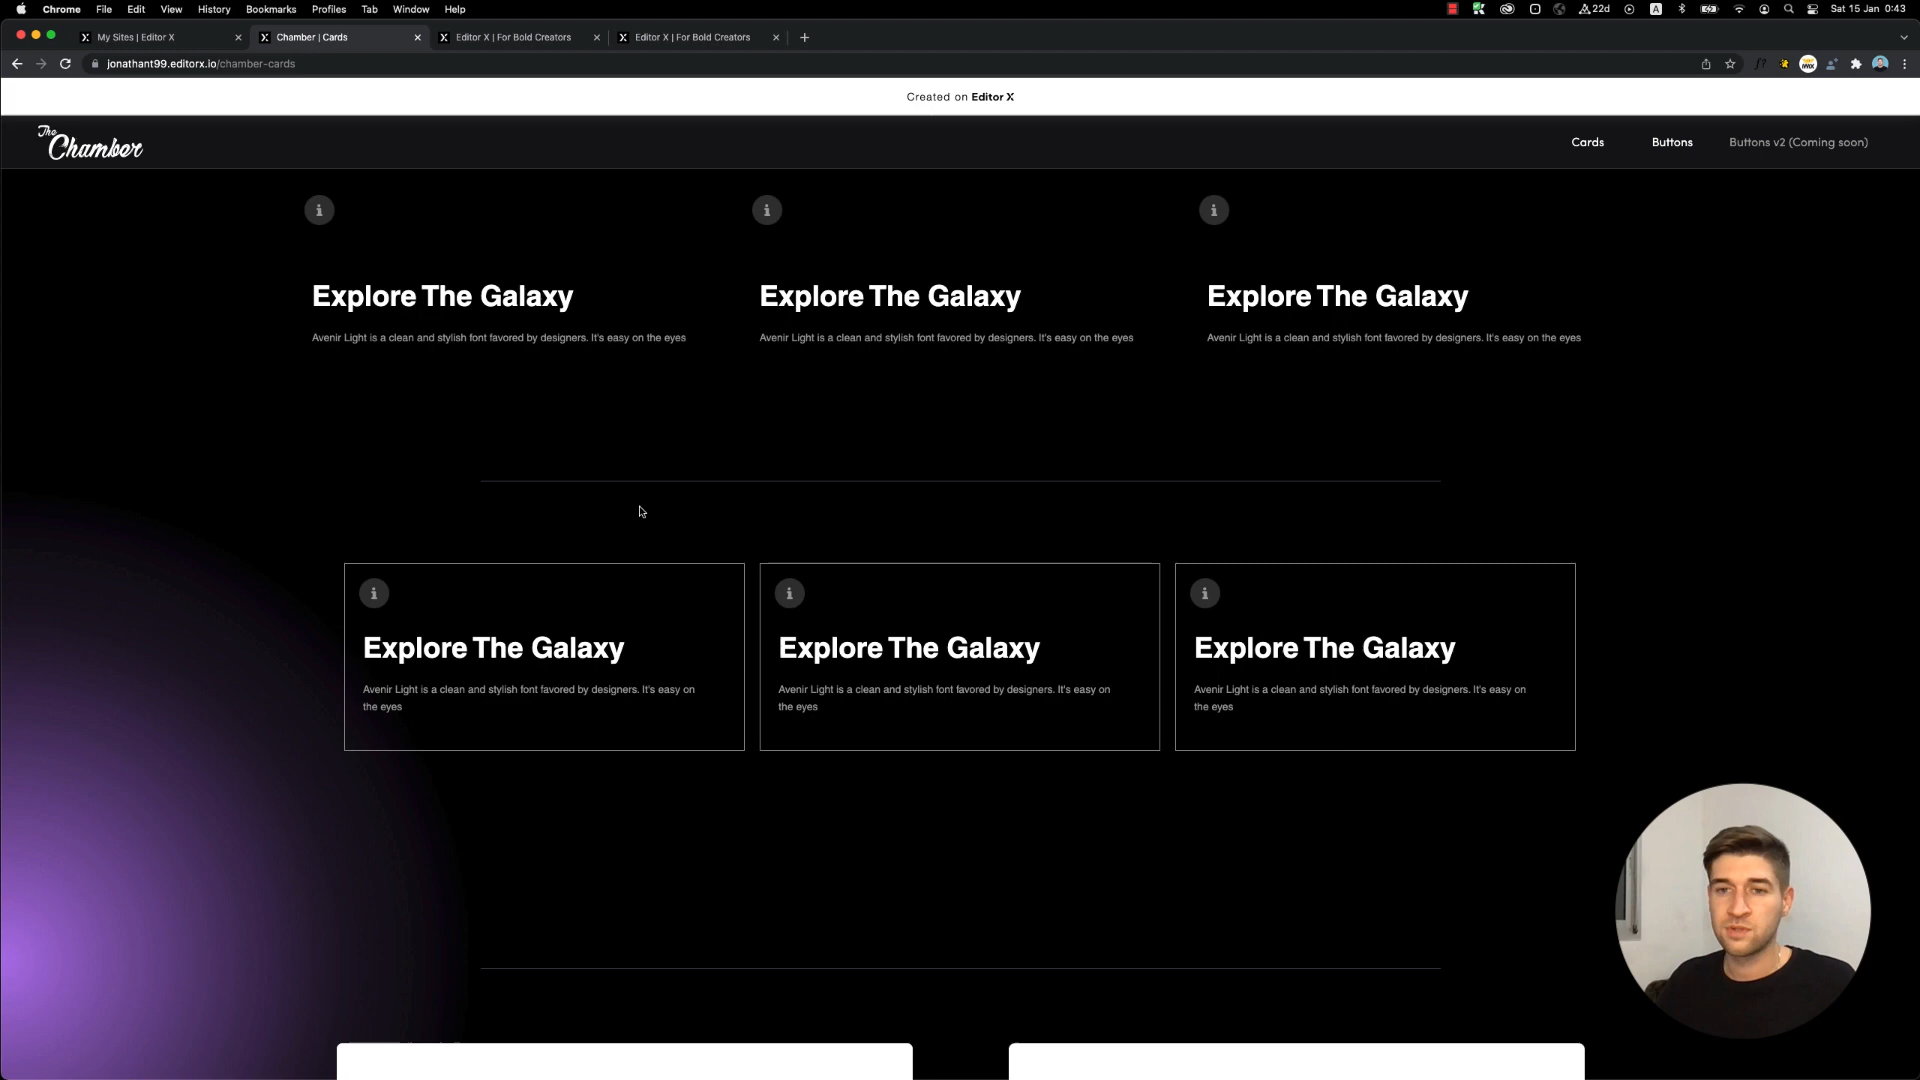 Chrome File Edit View History Bookmarks Profiles Tab Window Help 22d A Sat 15 Jan 0:43
My Sites | Editor X Chamber | Cards Editor X | For Bold Creators Editor X | For Bold Creators
jonathant99.editorx.io/chamber-cards
Created on Editor X
The Chamber Cards Buttons Buttons v2 (Coming soon)
Explore The Galaxy Explore The Galaxy Explore The Galaxy
Avenir Light is a clean and stylish font favored by designers. It's easy on the eyes Avenir Light is a clean and stylish font favored by designers. It's easy on the eyes Avenir Light is a clean and stylish font favored by designers. It's easy on the eyes
Explore The Galaxy Explore The Galaxy Explore The Galaxy
Avenir Light is a clean and stylish font favored by designers. It's easy on Avenir Light is a clean and stylish font favored by designers. It's easy on Avenir Light is a clean and stylish font favored by designers. It's easy on
the eyes the eyes the eyes